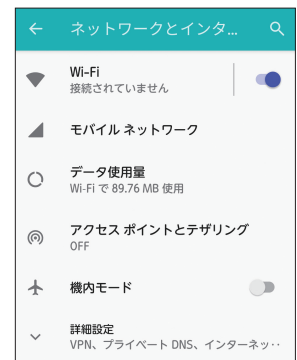 ネットワークとインタ...
Wi-Fi
接続されていません
モバイル ネットワーク
データ使用量
Wi-Fi で 89.76 MB 使用
アクセス ポイントとテザリング
OFF
機内モード
詳細設定
VPN、プライベート DNS、インターネッ‥